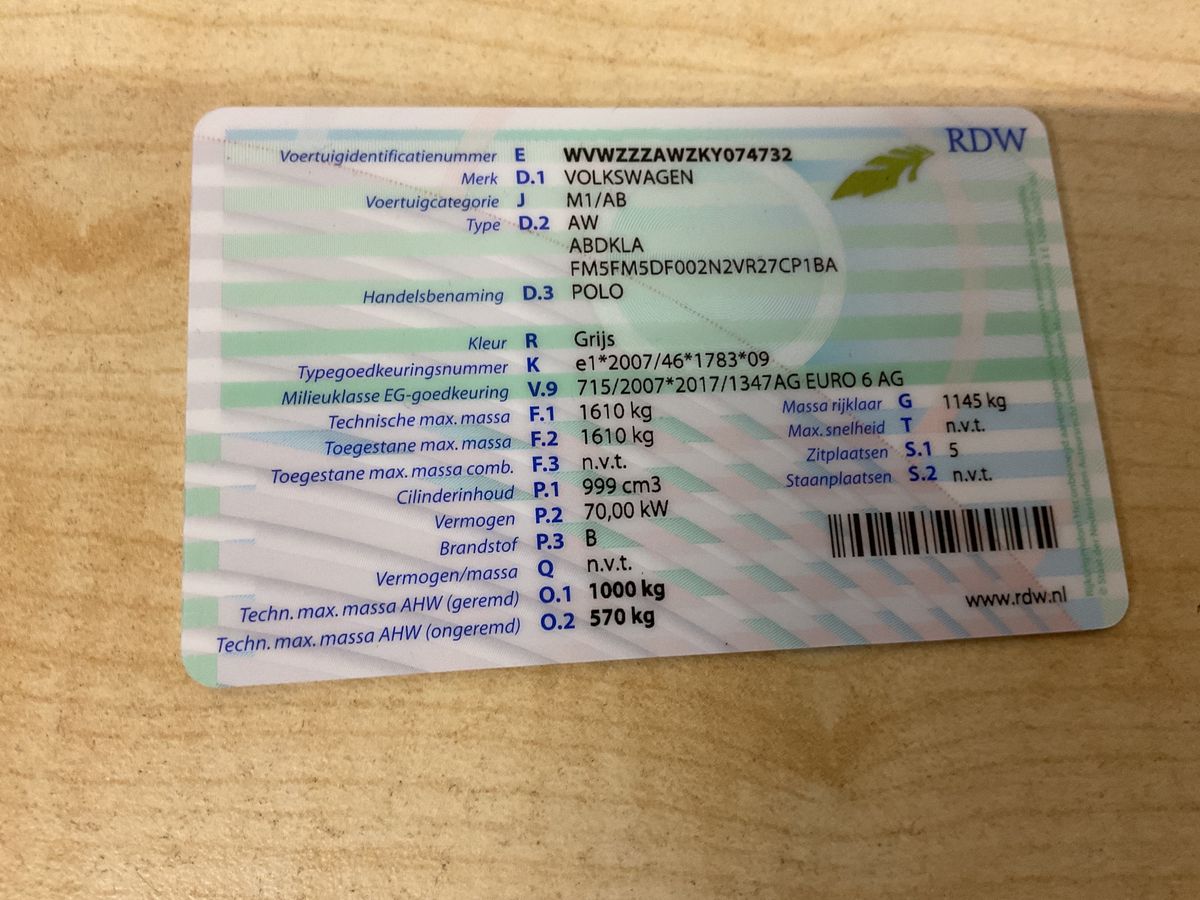 RDW
Voertuigidentificatienummer E WVWZZZAWZKY074732
Merk D.1 VOLKSWAGEN
Voertuigcategorie J M1/AB
Type D.2 AW
ABDKLA
FM5FM5DF002N2VR27CP1BA
Handelsbenaming D.3 POLO
Kleur R Grijs
Typegoedkeuringsnummer K e1*2007/46*1783*09
Milieuklasse EG-goedkeuring V.9 715/2007*2017/1347AG EURO 6 AG
Technische max. massa F.1 1610 kg
Toegestane max. massa F.2 1610 kg
Toegestane max. massa comb. F.3 n.v.t.
Cilinderinhoud P.1 999 cm3
Vermogen P.2 70,00 kW
Brandstof P.3 B
Vermogen/massa Q n.v.t.
Techn. max. massa AHW (geremd) O.1 1000 kg
Techn. max. massa AHW (ongeremd) O.2 570 kg
Massa rijklaar G 1145 kg
Max. snelheid T n.v.t.
Zitplaatsen S.1 5
Staanplaatsen S.2 n.v.t.
www.rdw.nl